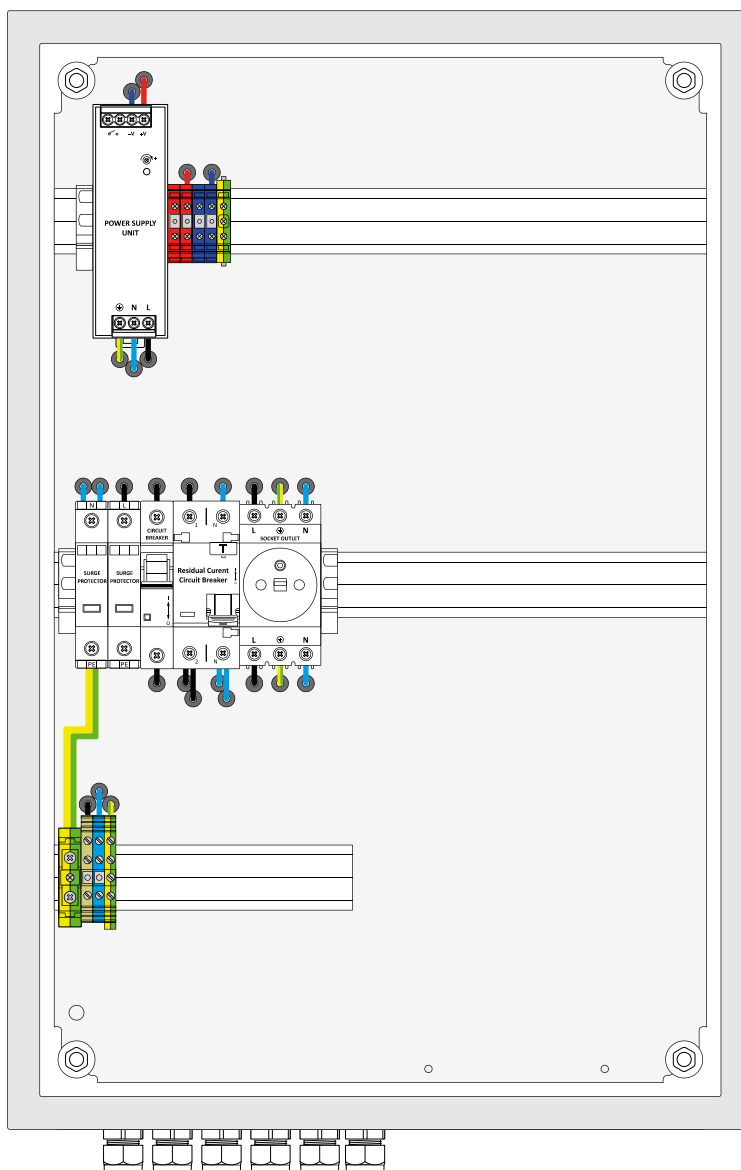 -V +V
+
POWER SUPPLY
UNIT
N L
N L
CIRCUIT
BREAKER
1 N
L N
SOCKET OUTLET
T
SURGE
PROTECTOR
SURGE
PROTECTOR
Residual Curent
Circuit Breaker
I
O
L N
2 N
PE PE